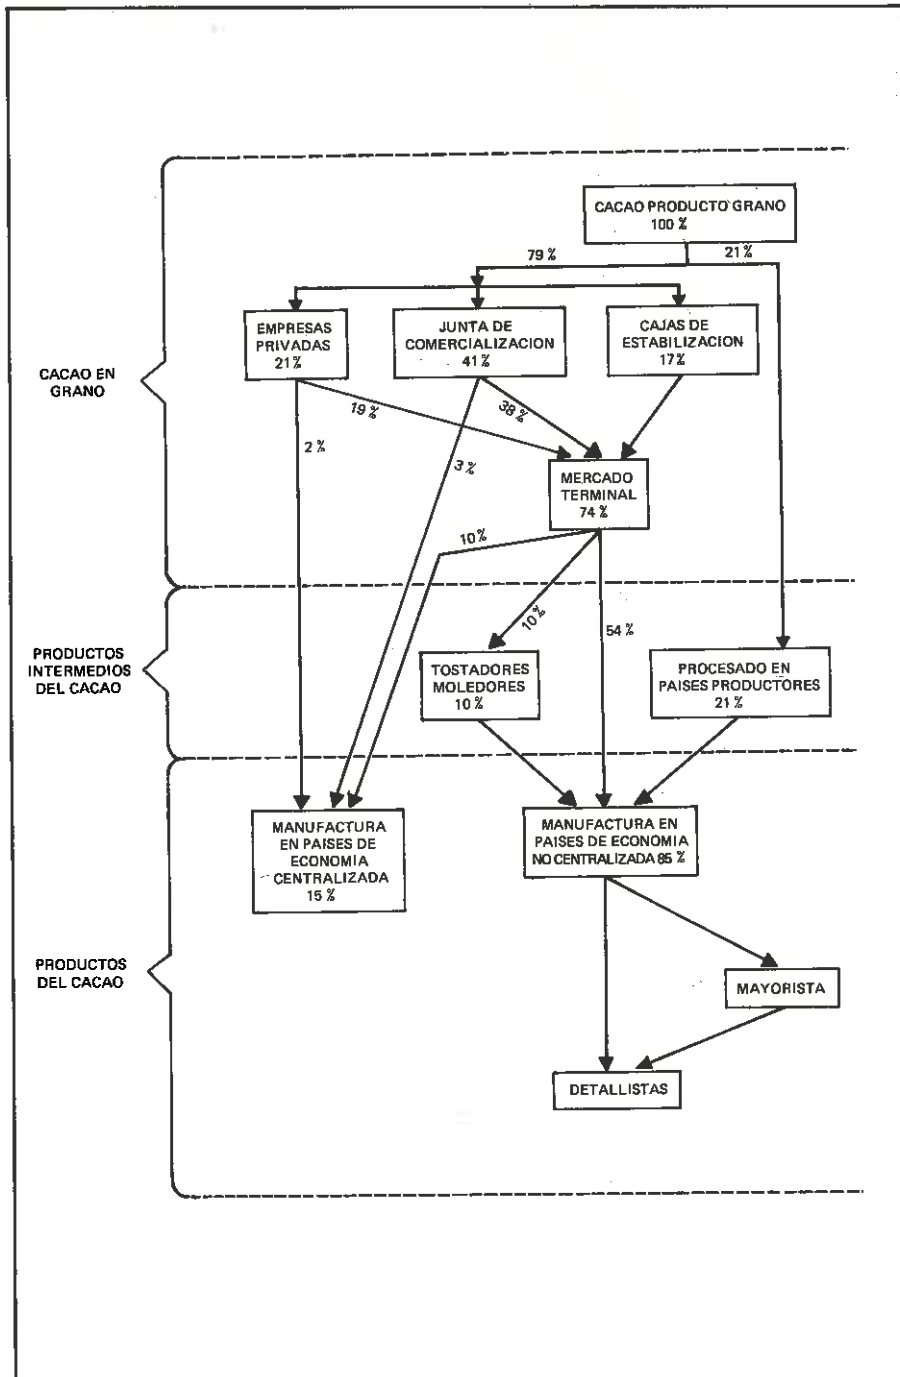 CACAO PRODUCTO GRANO
100 %
79 %
21 %
EMPRESAS
PRIVADAS
21 %
JUNTA DE
COMERCIALIZACION
41 %
CAJAS DE
ESTABILIZACION
17 %
CACAO EN
GRANO
19 %
38 %
2 %
3 %
MERCADO
TERMINAL
74 %
10 %
10 %
54 %
PRODUCTOS
INTERMEDIOS
DEL CACAO
TOSTADORES
MOLEDORES
10 %
PROCESADO EN
PAISES PRODUCTORES
21 %
MANUFACTURA
EN PAISES DE
ECONOMIA
CENTRALIZADA
15 %
MANUFACTURA EN
PAISES DE ECONOMIA
NO CENTRALIZADA 85 %
PRODUCTOS
DEL CACAO
MAYORISTA
DETALLISTAS